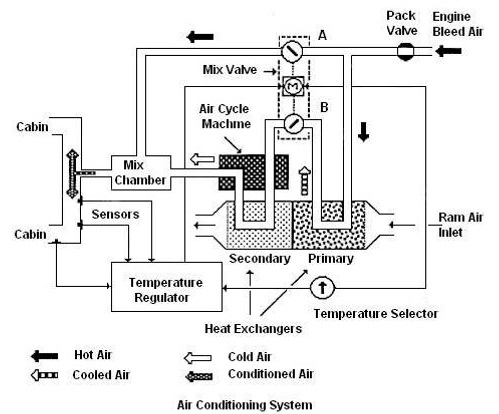 Pack
Valve
Engine
Bleed Air
A
Mix Valve
M
Air Cycle
Machme
B
Cabin
Mix
Chamber
Sensors
Cabin
Ram Air
Inlet
Secondary
Primary
Temperature
Regulator
Temperature Selector
Heat Exchangers
Hot Air
Cold Air
Cooled Air
Conditioned Air
Air Conditioning System